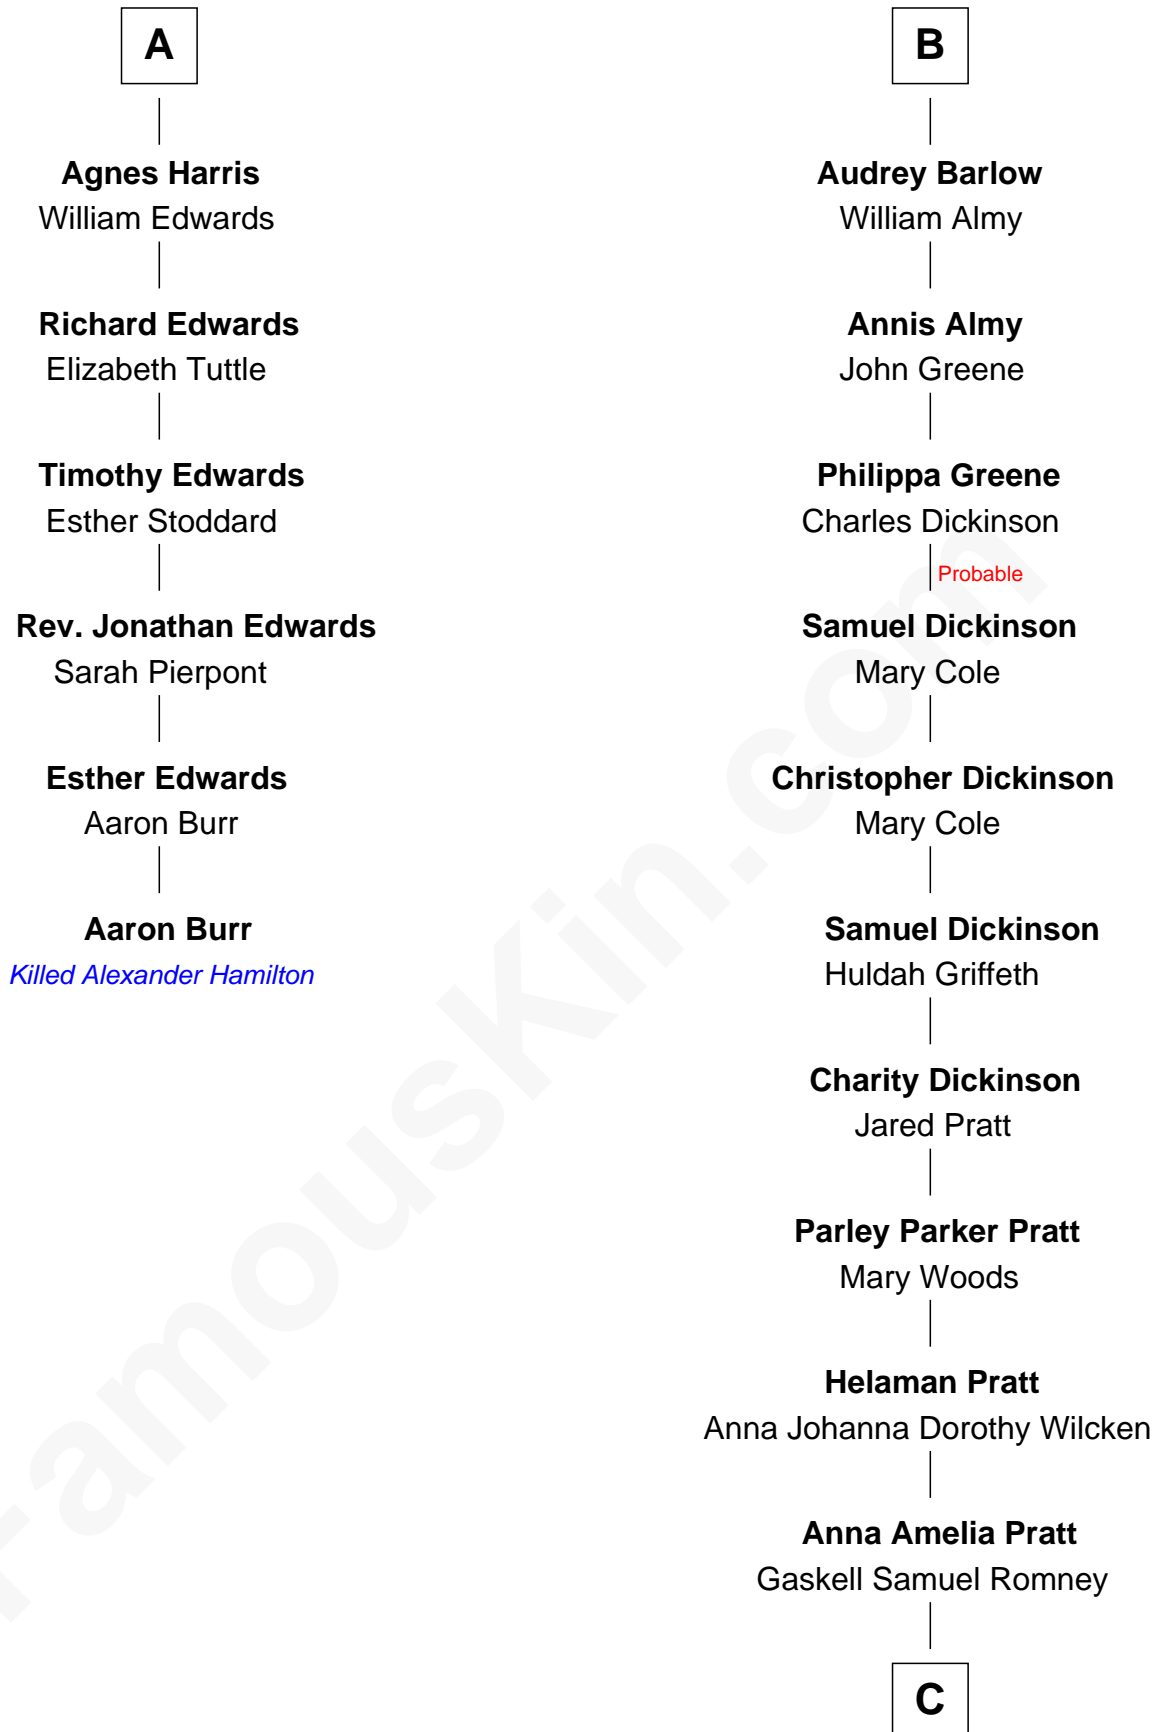 A
Agnes Harris
William Edwards
Richard Edwards
Elizabeth Tuttle
Timothy Edwards
Esther Stoddard
Rev. Jonathan Edwards
Sarah Pierpont
Esther Edwards
Aaron Burr
Aaron Burr
Killed Alexander Hamilton
B
Audrey Barlow
William Almy
Annis Almy
John Greene
Philippa Greene
Charles Dickinson
Probable
Samuel Dickinson
Mary Cole
Christopher Dickinson
Mary Cole
Samuel Dickinson
Huldah Griffeth
Charity Dickinson
Jared Pratt
Parley Parker Pratt
Mary Woods
Helaman Pratt
Anna Johanna Dorothy Wilcken
Anna Amelia Pratt
Gaskell Samuel Romney
C
FamousKin.com